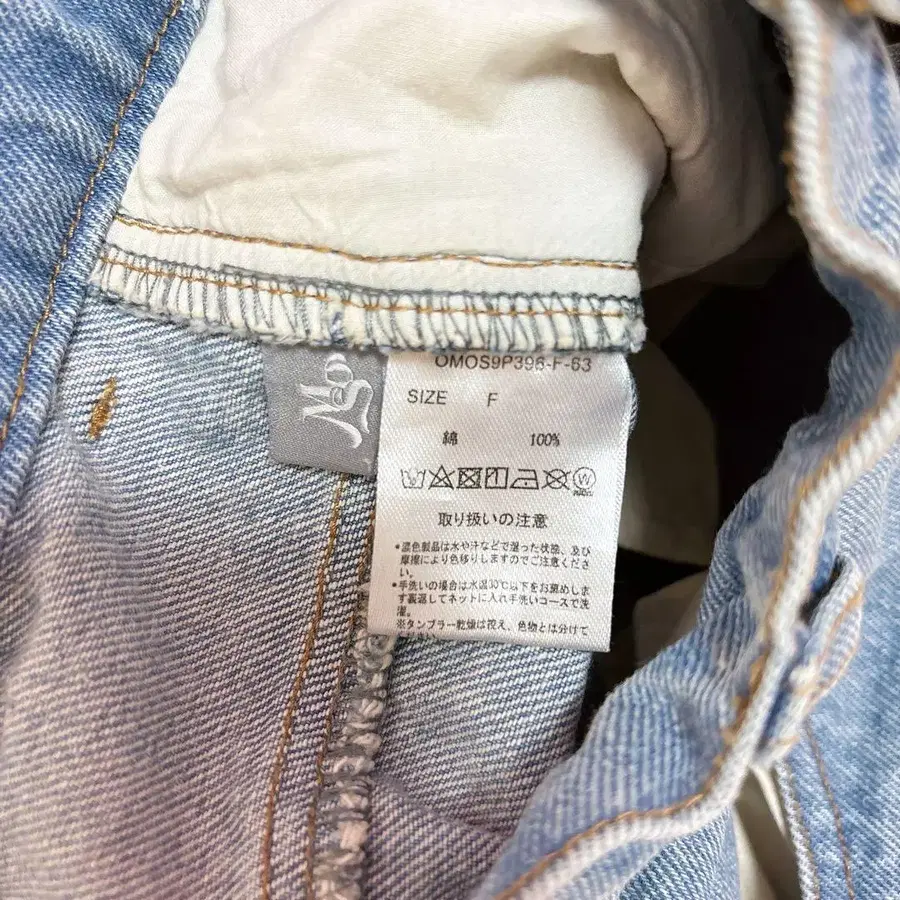 OMOS9P396-F-63
SIZE F
綿 100%
取り扱いの注意
•濃色製品は水や汗などで湿った状態、及び
摩擦により色移りしますのでご注意下さ
い。
•手洗いの場合は水温30℃以下をお薦めしま
す裏返してネットに入れ手洗いコースで洗
濯。
※タンブラー乾燥は控え、色物とは分けて